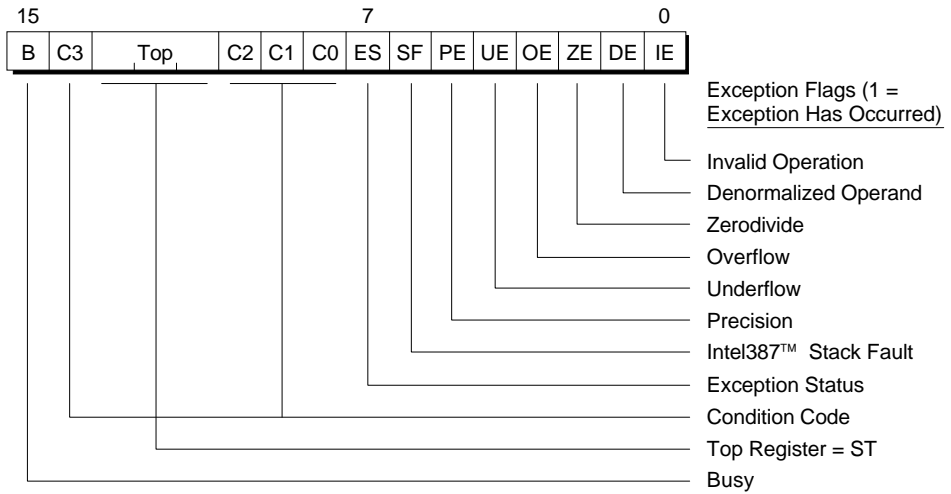 15 7 0
B C3 Top C2 C1 C0 ES SF PE UE OE ZE DE IE
Exception Flags (1 =
Exception Has Occurred)
Invalid Operation
Denormalized Operand
Zerodivide
Overflow
Underflow
Precision
Intel387™ Stack Fault
Exception Status
Condition Code
Top Register = ST
Busy